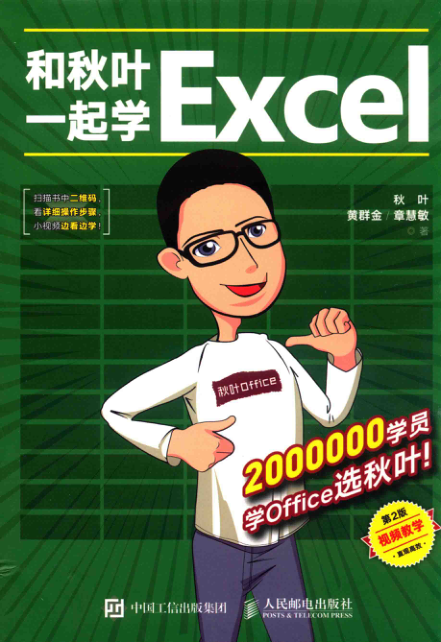 和秋叶
一起学
Excel
扫描书中二维码，
看详细操作步骤，
小视频边看边学！
秋 叶
黄群金/章慧敏
◎著
秋叶Office
2000000学员
学Office选秋叶！
第2版
视频教学
·直观高效·
中国工信出版集团
人民邮电出版社
POSTS & TELECOM PRESS